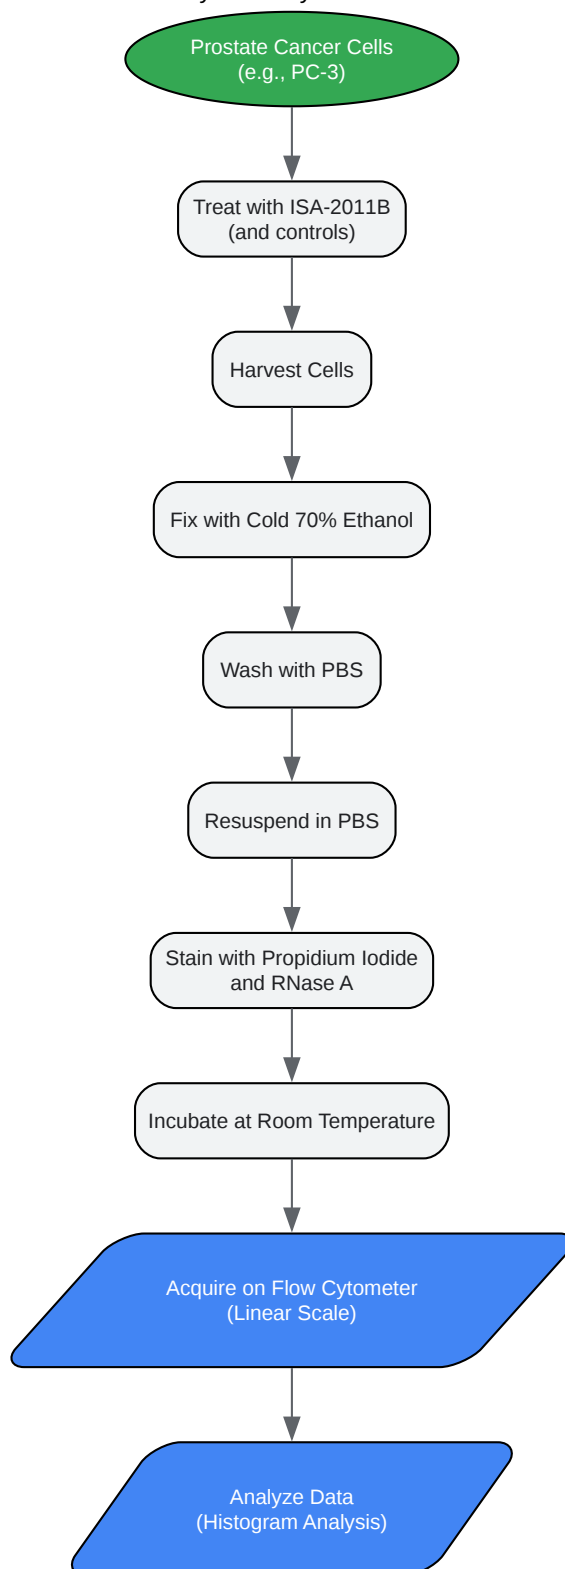 Prostate Cancer Cells
(e.g., PC-3)
Treat with ISA-2011B
(and controls)
Harvest Cells
Fix with Cold 70% Ethanol
Wash with PBS
Resuspend in PBS
Stain with Propidium Iodide
and RNase A
Incubate at Room Temperature
Acquire on Flow Cytometer
(Linear Scale)
Analyze Data
(Histogram Analysis)